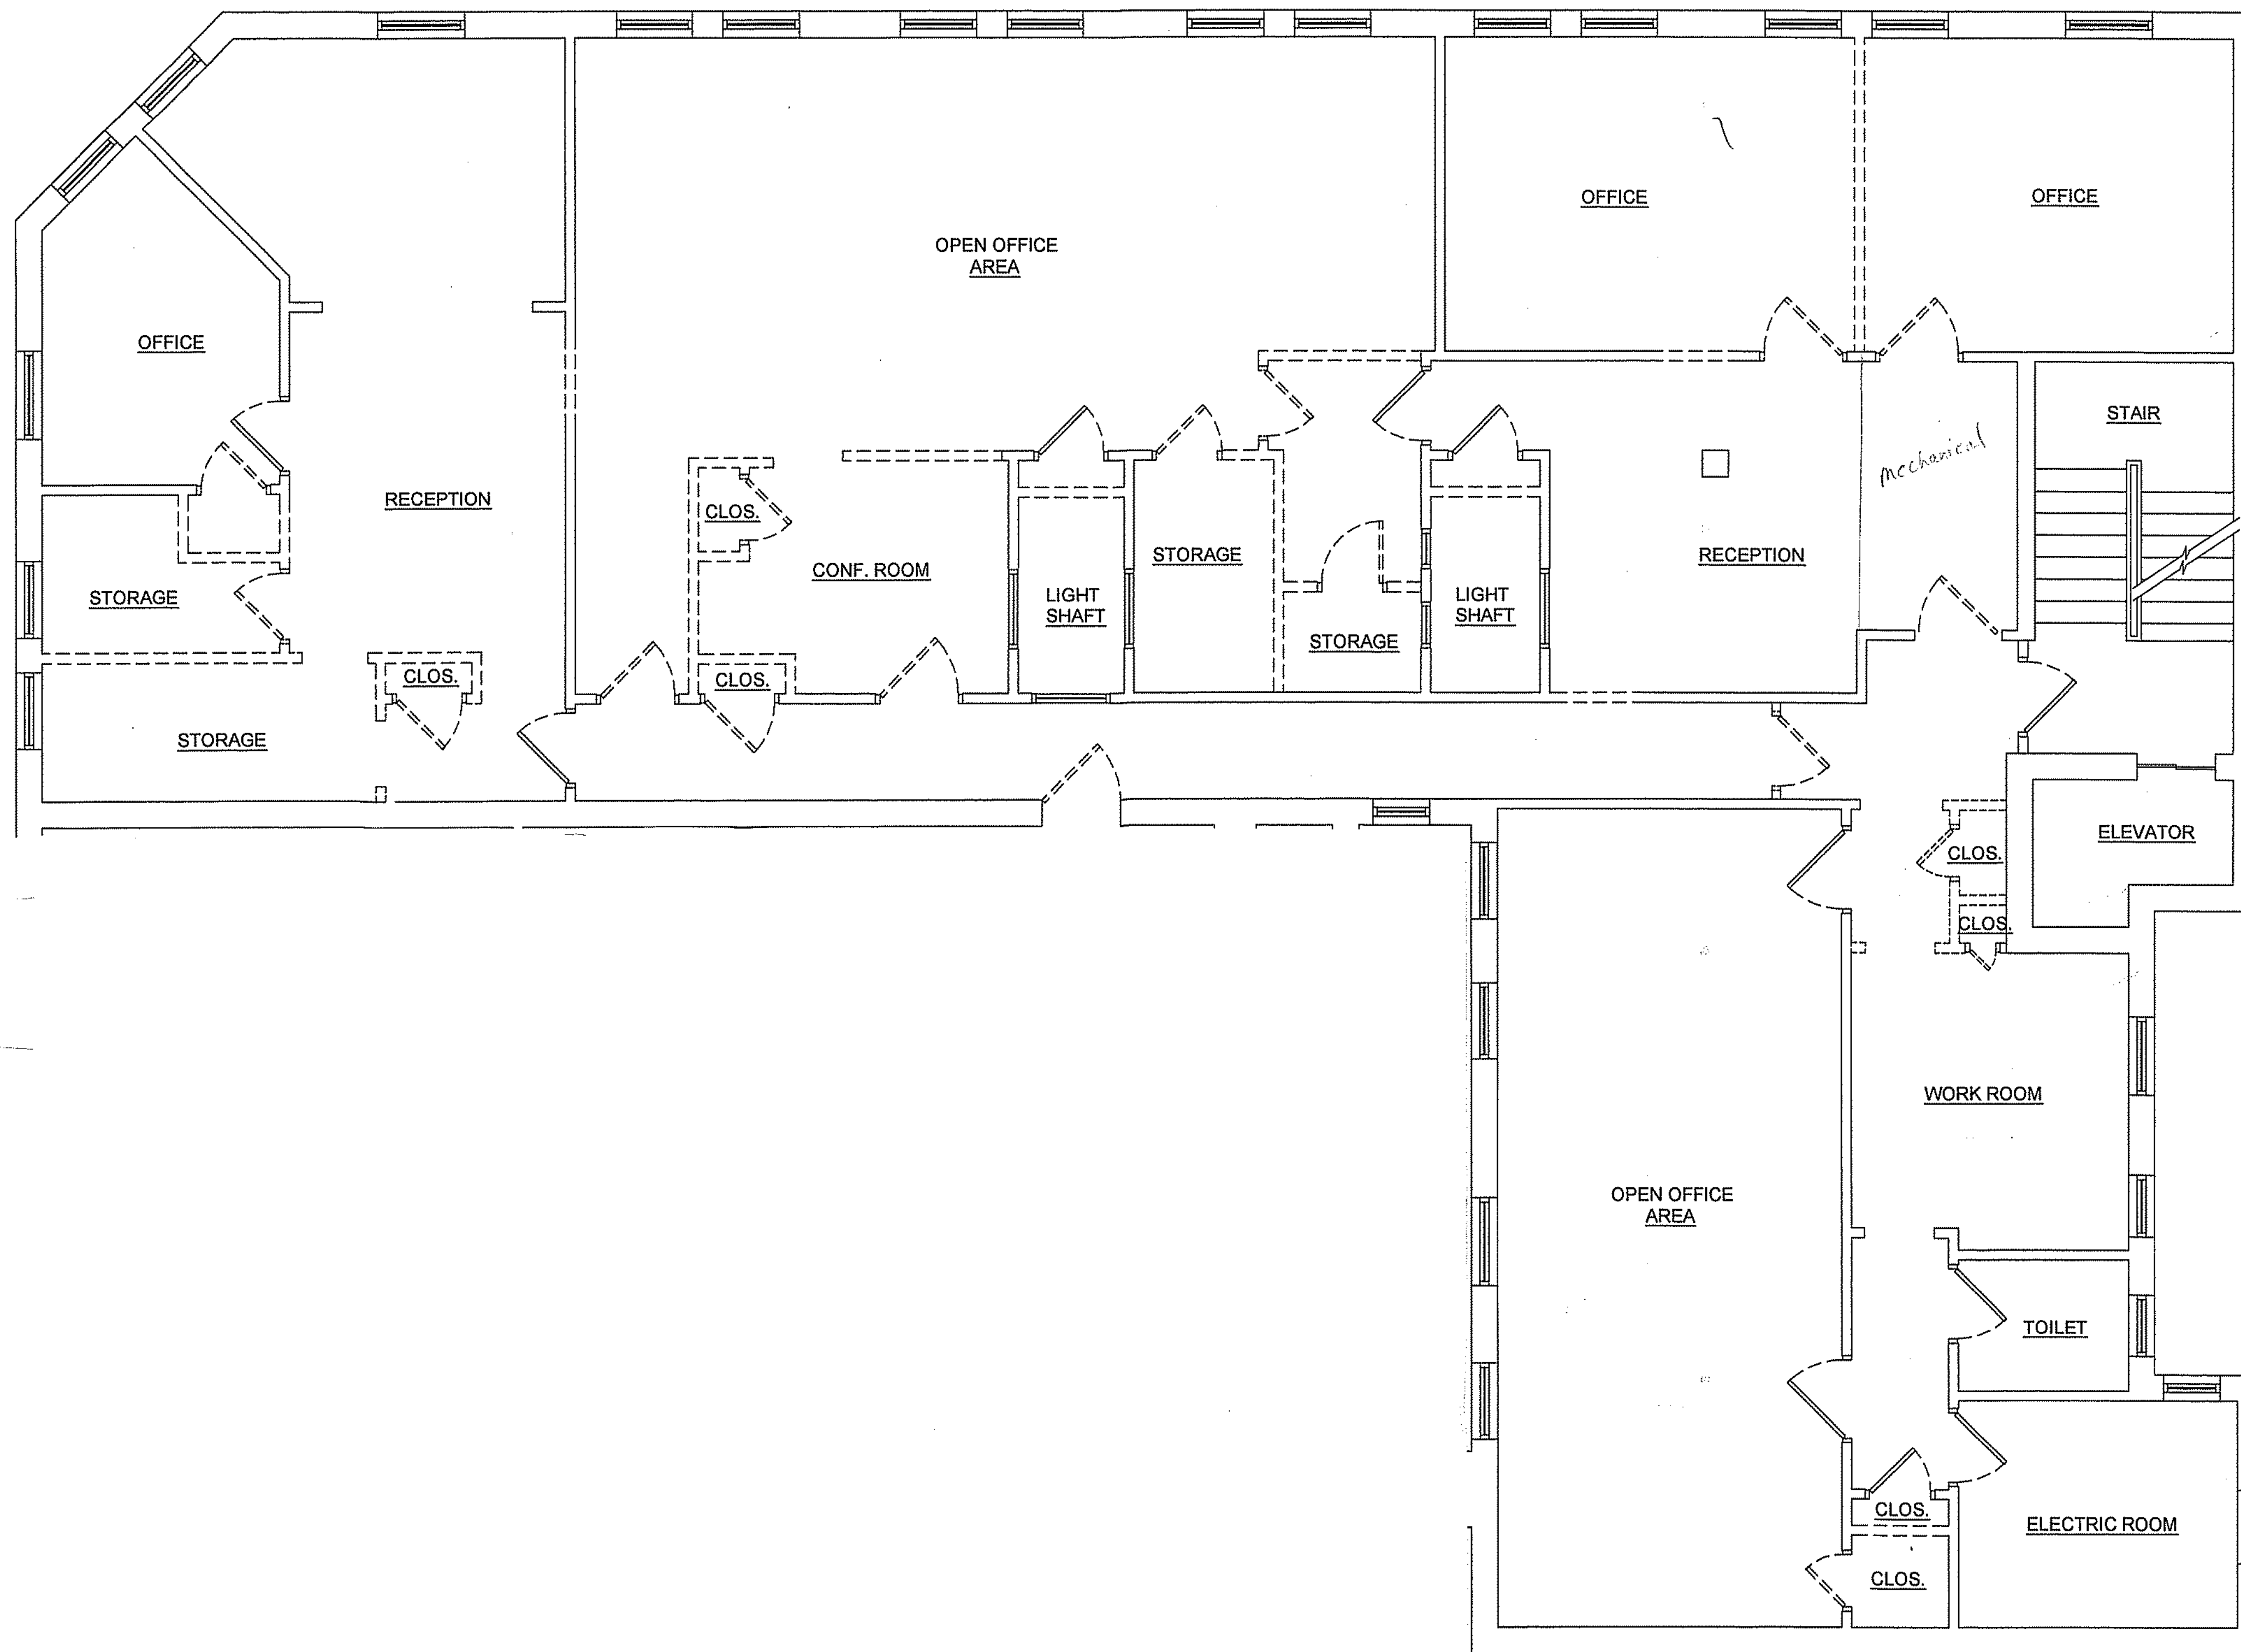 OFFICE
OFFICE
OPEN OFFICE
AREA
OFFICE
STAIR
mechanical
RECEPTION
CLOS.
STORAGE
RECEPTION
CONF. ROOM
LIGHT
SHAFT
LIGHT
SHAFT
STORAGE
STORAGE
CLOS.
CLOS.
STORAGE
ELEVATOR
CLOS.
CLOS.
WORK ROOM
OPEN OFFICE
AREA
TOILET
CLOS.
ELECTRIC ROOM
CLOS.